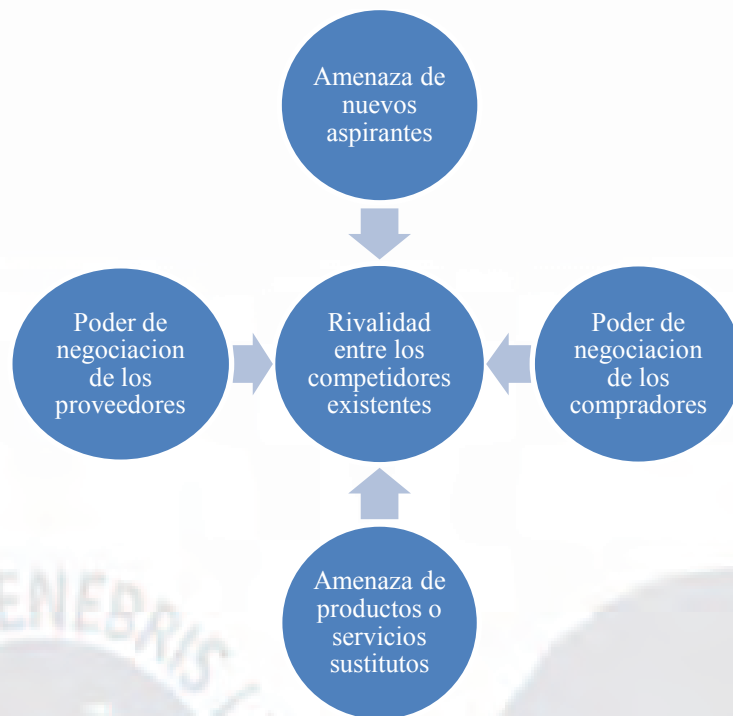 Amenaza de
nuevos
aspirantes
Poder de
negociacion
de los
proveedores
Rivalidad
entre los
competidores
existentes
Poder de
negociacion
de los
compradores
Amenaza de
productos o
servicios
sustitutos